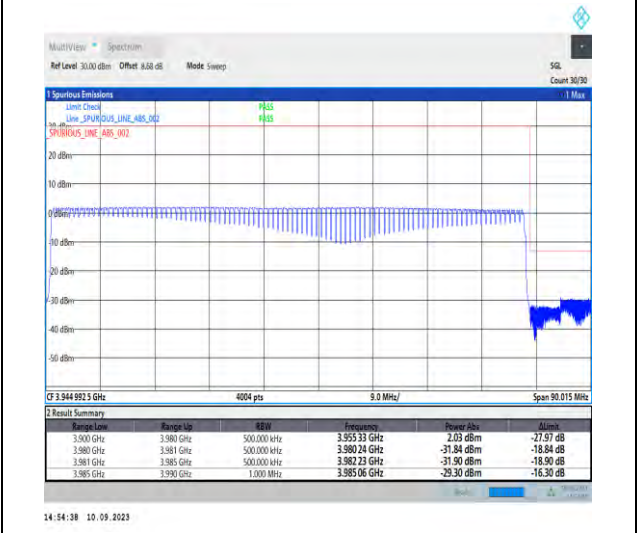 MultiView Spectrum
Ref Level 30.00 dBm Offset 8.68 dB Mode Sweep SGL
Count 30/30
1 Spurious Emissions 1 Max
Limit Check PASS
Line _SPURIOUS_LINE_ABS_002 PASS
_SPURIOUS_LINE_ABS_002
20 dBm
10 dBm
0 dBm
-10 dBm
-20 dBm
-30 dBm
-40 dBm
-50 dBm
CF 3.944 992 5 GHz 4004 pts 9.0 MHz/ Span 90.015 MHz
2 Result Summary
Range Low Range Up RBW Frequency Power Abs ΔLimit
3.900 GHz 3.980 GHz 500.000 kHz 3.955 33 GHz 2.03 dBm -27.97 dB
3.980 GHz 3.981 GHz 500.000 kHz 3.980 24 GHz -31.84 dBm -18.84 dB
3.981 GHz 3.985 GHz 500.000 kHz 3.982 23 GHz -31.90 dBm -18.90 dB
3.985 GHz 3.990 GHz 1.000 MHz 3.985 06 GHz -29.30 dBm -16.30 dB
14:54:38 10.09.2023